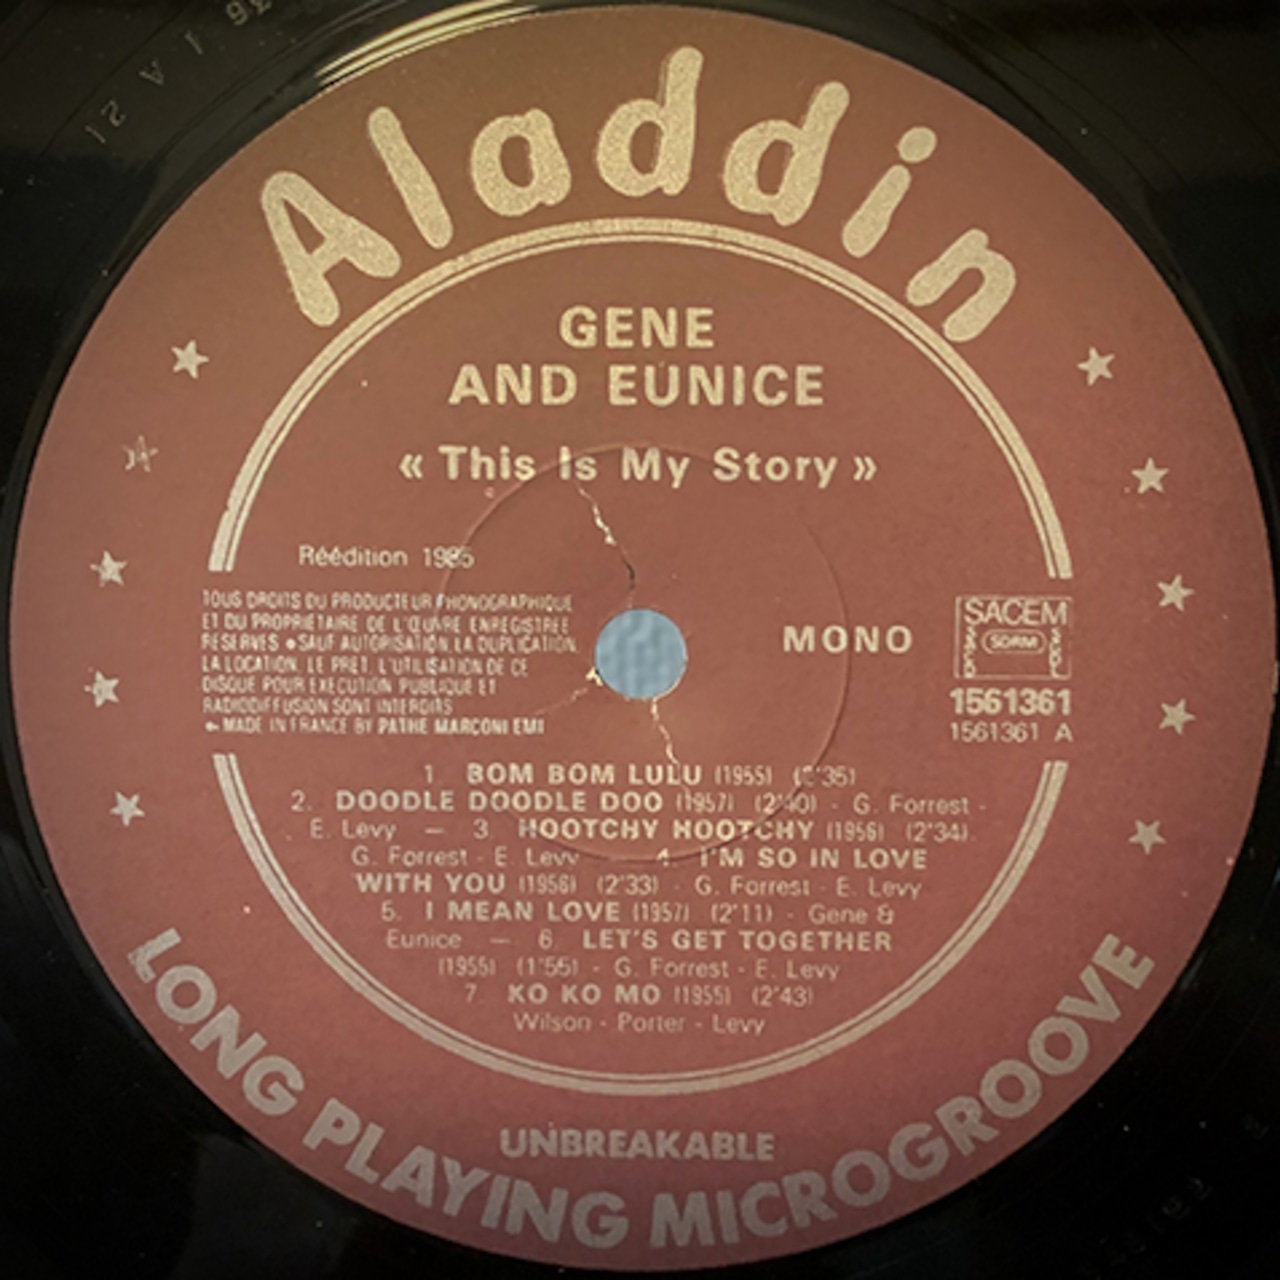 Aladdin
GENE
AND EUNICE
« This Is My Story »
Réédition 1985
TOUS DROITS DU PRODUCTEUR PHONOGRAPHIQUE
ET DU PROPRIETAIRE DE L'ŒUVRE ENREGISTREE
RESERVES • SAUF AUTORISATION, LA DUPLICATION,
LA LOCATION, LE PRET, L'UTILISATION DE CE
DISQUE POUR EXECUTION PUBLIQUE ET
RADIODIFFUSION SONT INTERDITS
MADE IN FRANCE BY PATHE MARCONI EMI
MONO
SACEM
SDRM
SACD
SGDL
1561361
1561361 A
1. BOM BOM LULU (1955) (2'35)
2. DOODLE DOODLE DOO (1957) (2'40) - G. Forrest -
E. Levy — 3. HOOTCHY HOOTCHY (1956) (2'34)
G. Forrest - E. Levy — 4. I'M SO IN LOVE
WITH YOU (1956) (2'33) - G. Forrest - E. Levy
5. I MEAN LOVE (1957) (2'11) - Gene &
Eunice — 6. LET'S GET TOGETHER
(1955) (1'55) - G. Forrest - E. Levy
7. KO KO MO (1955) (2'43)
Wilson - Porter - Levy
UNBREAKABLE
LONG PLAYING MICROGROOVE